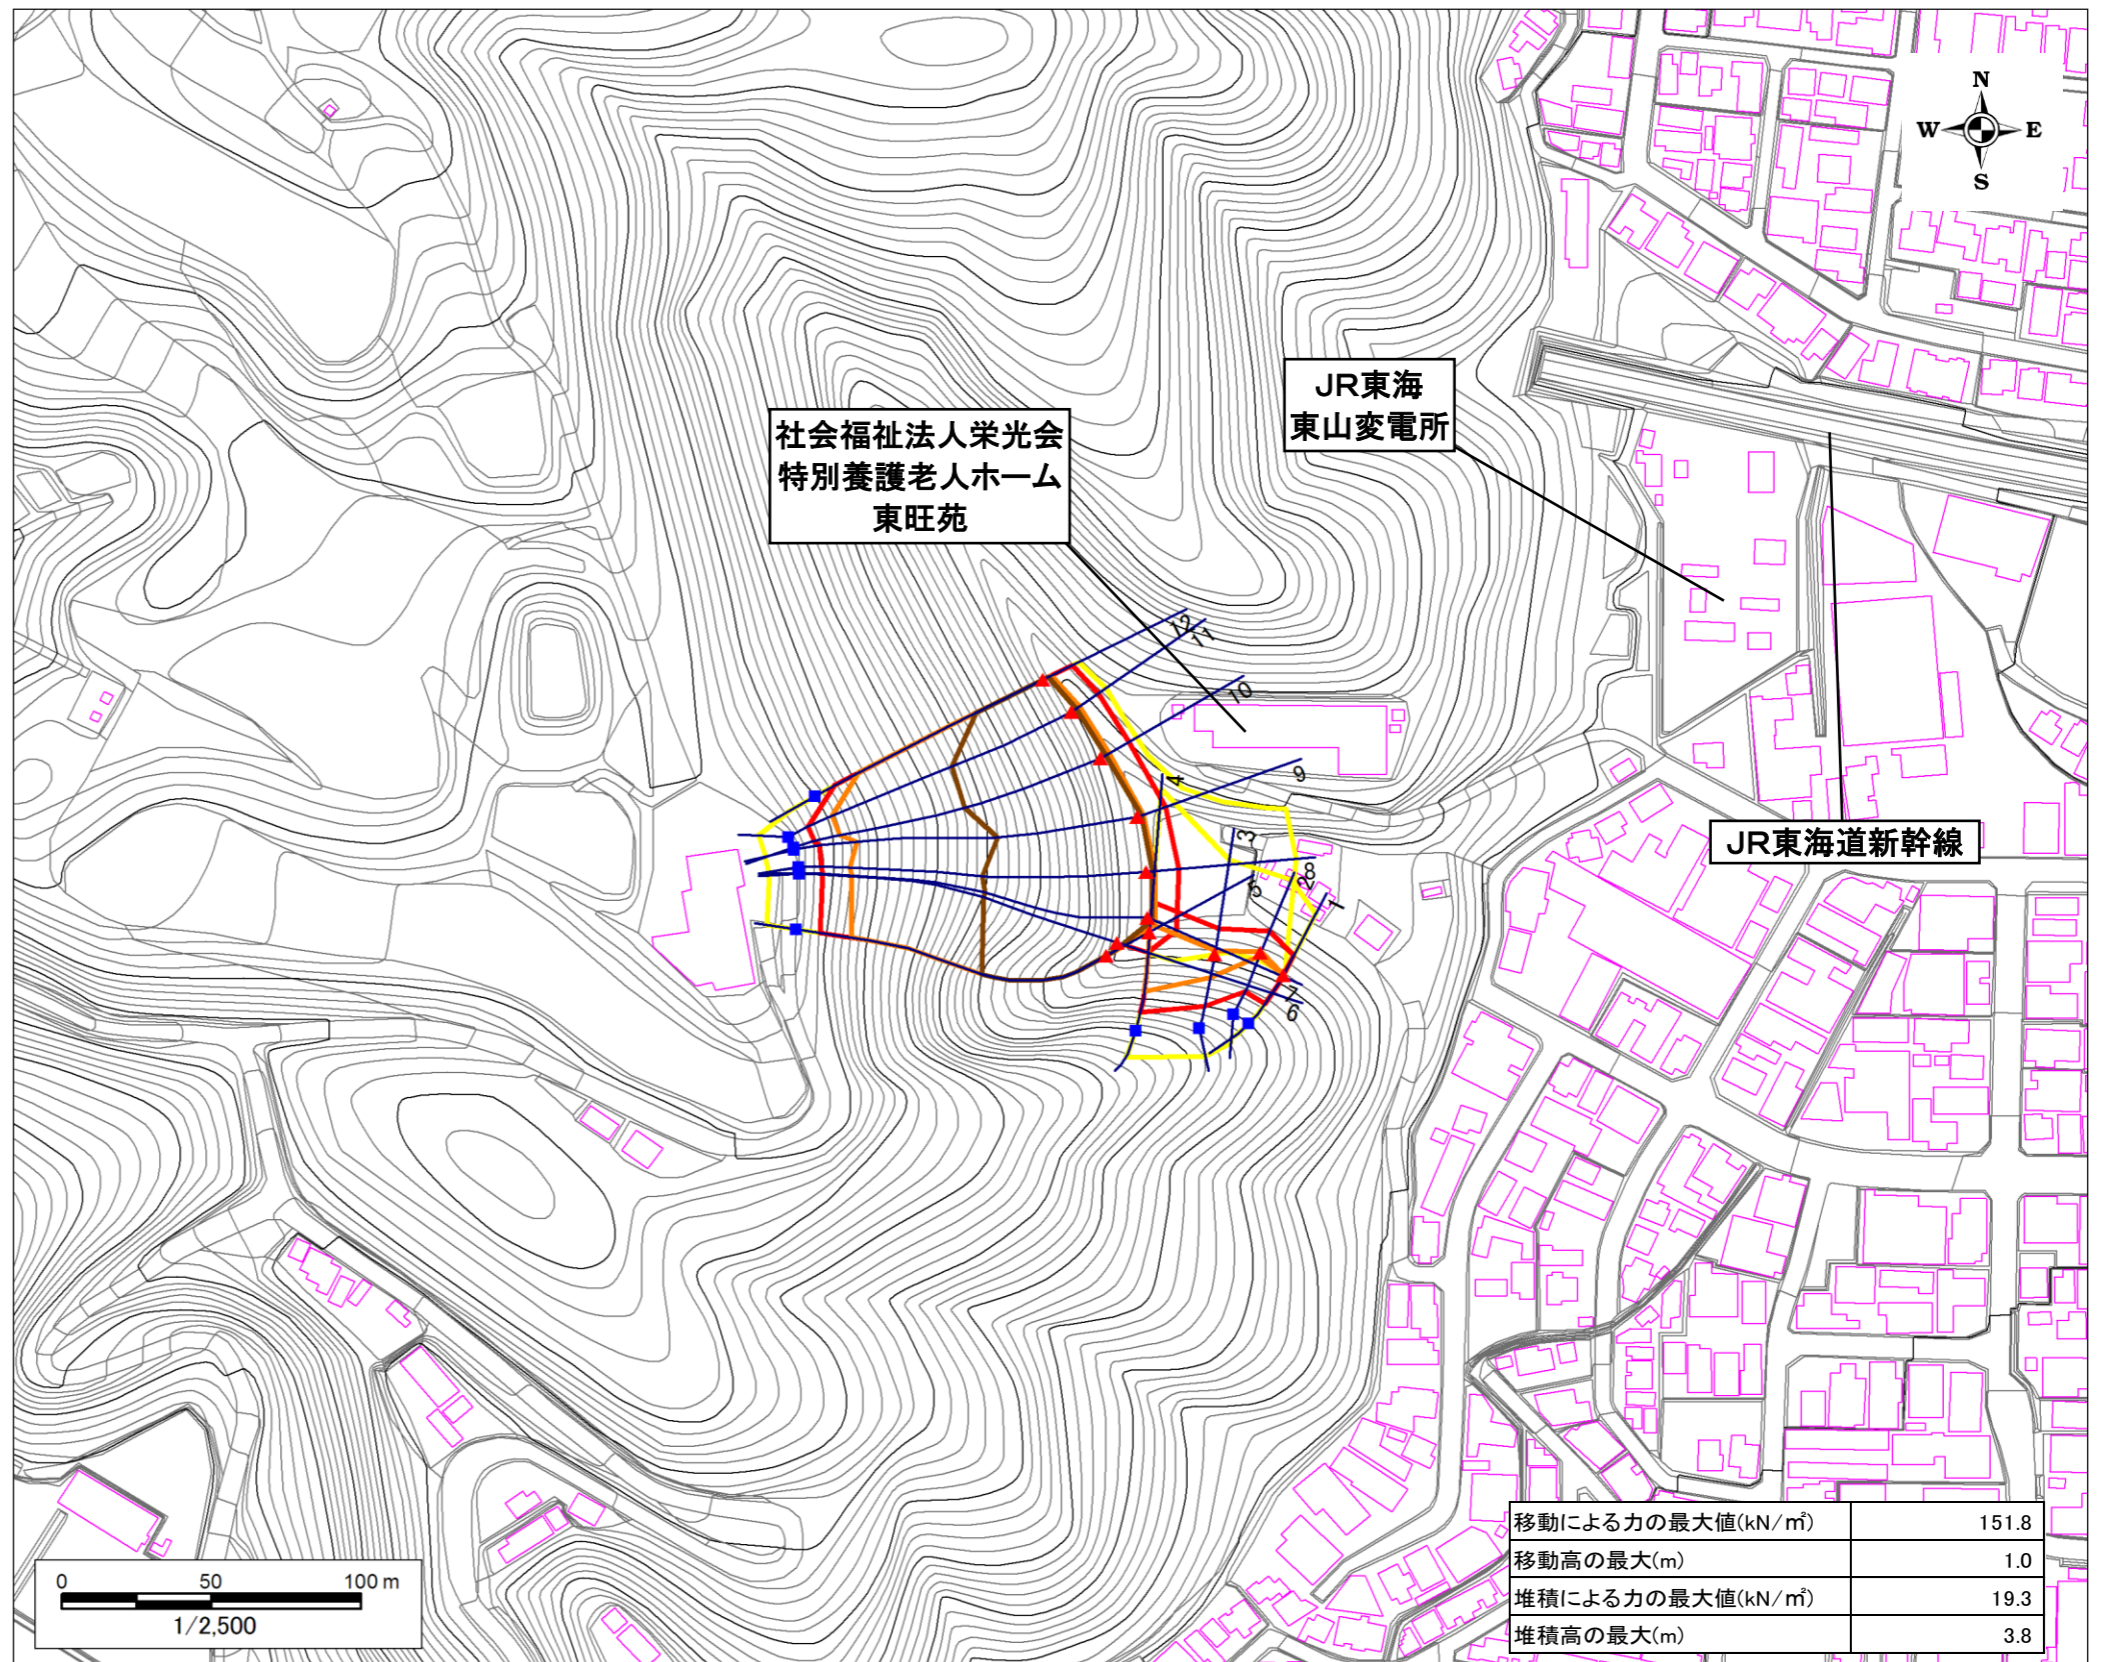 N
W E
S
JR東海
東山変電所
社会福祉法人栄光会
特別養護老人ホーム
東旺苑
12
11
10
9
4
3
8
2
5
1
7
6
JR東海道新幹線
移動による力の最大値(kN/㎡) 151.8
移動高の最大(m) 1.0
堆積による力の最大値(kN/㎡) 19.3
堆積高の最大(m) 3.8
0 50 100 m
1/2,500